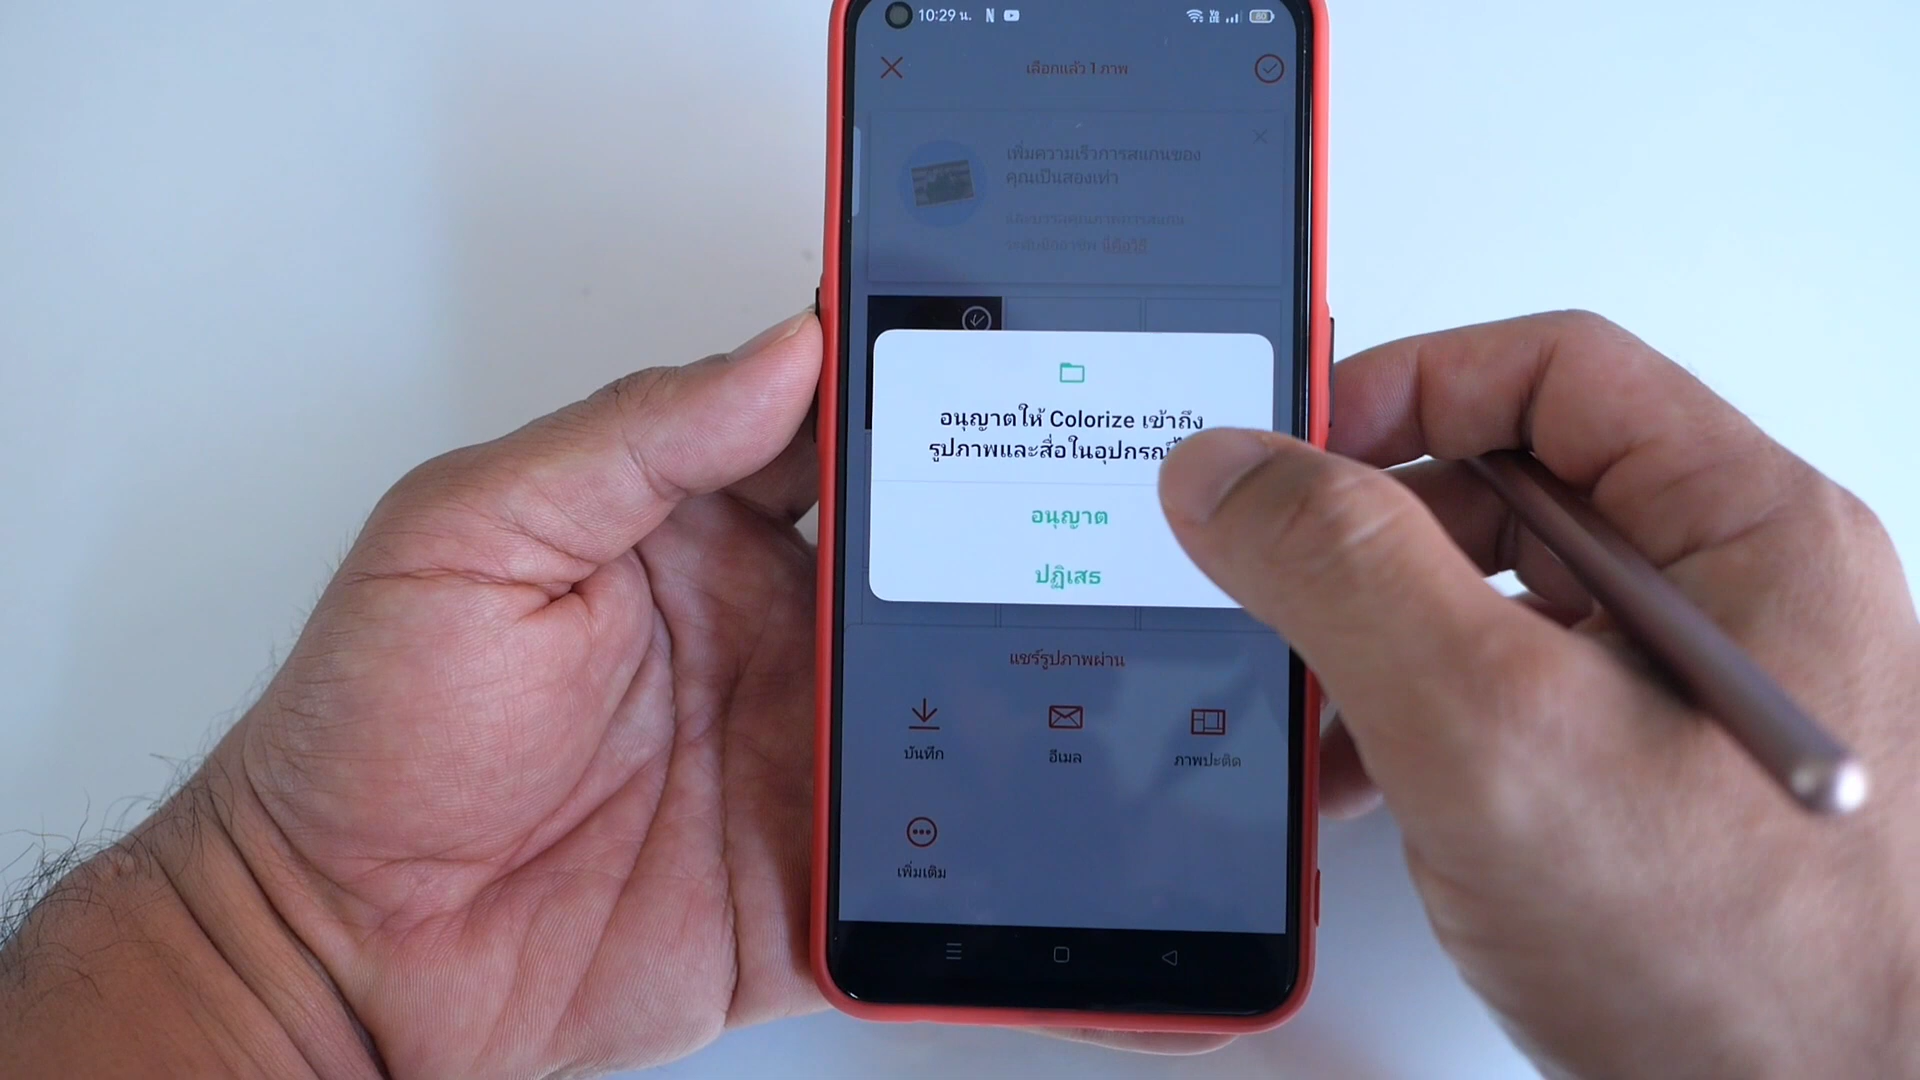 10:29 น.
เลือกแล้ว 1 ภาพ
เพิ่มความเร็วการสแกนของ
คุณเป็นสองเท่า
อนุญาตให้ Colorize เข้าถึง
รูปภาพและสื่อในอุปกรณ์
อนุญาต
ปฏิเสธ
แชร์รูปภาพผ่าน
บันทึก
อีเมล
ภาพปะติด
เพิ่มเติม